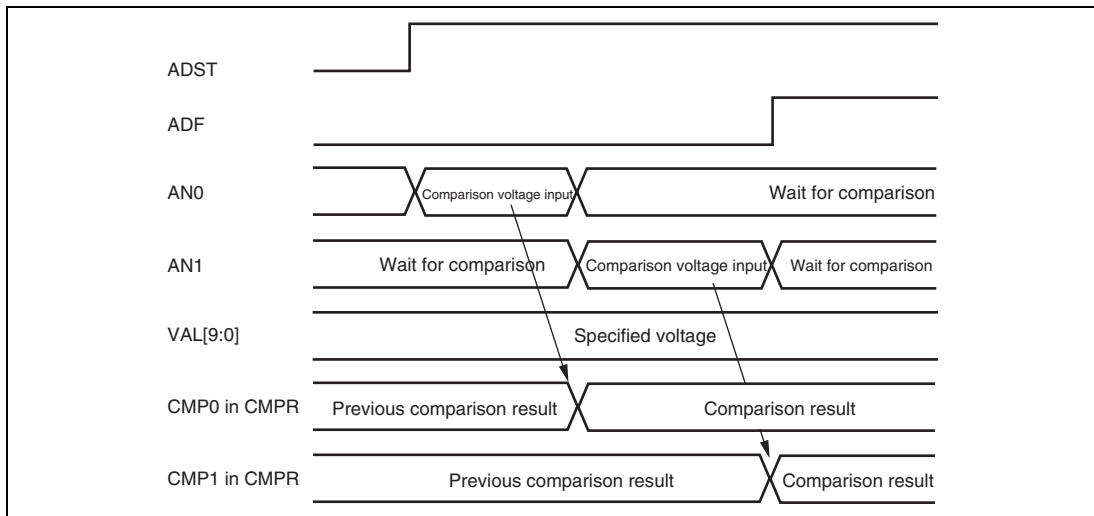 ADST
ADF
AN0 Comparison voltage input Wait for comparison
AN1 Wait for comparison Comparison voltage input Wait for comparison
VAL[9:0] Specified voltage
CMP0 in CMPR Previous comparison result Comparison result
CMP1 in CMPR Previous comparison result Comparison result